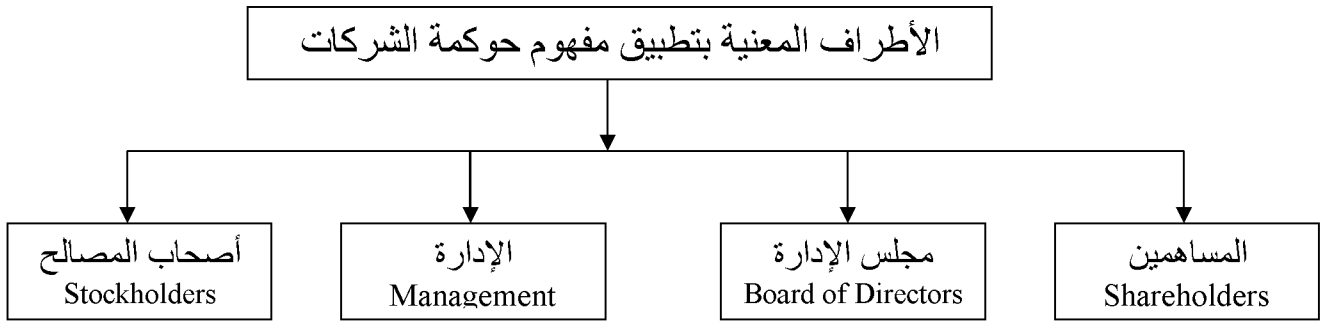 الأطراف المعنية بتطبيق مفهوم حوكمة الشركات
المساهمين
Shareholders
مجلس الإدارة
Board of Directors
الإدارة
Management
أصحاب المصالح
Stockholders